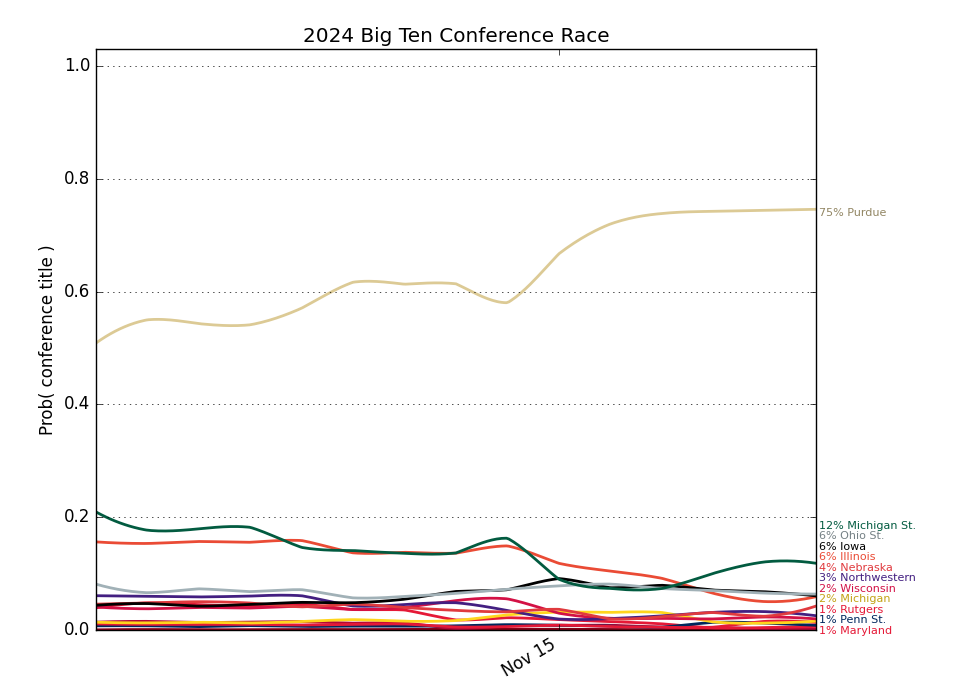 2024 Big Ten Conference Race
1.0
0.8
0.6
0.4
0.2
0.0
Prob( conference title )
Nov 15
75% Purdue
12% Michigan St.
6% Ohio St.
6% Iowa
6% Illinois
4% Nebraska
3% Northwestern
2% Wisconsin
2% Michigan
1% Rutgers
1% Penn St.
1% Maryland